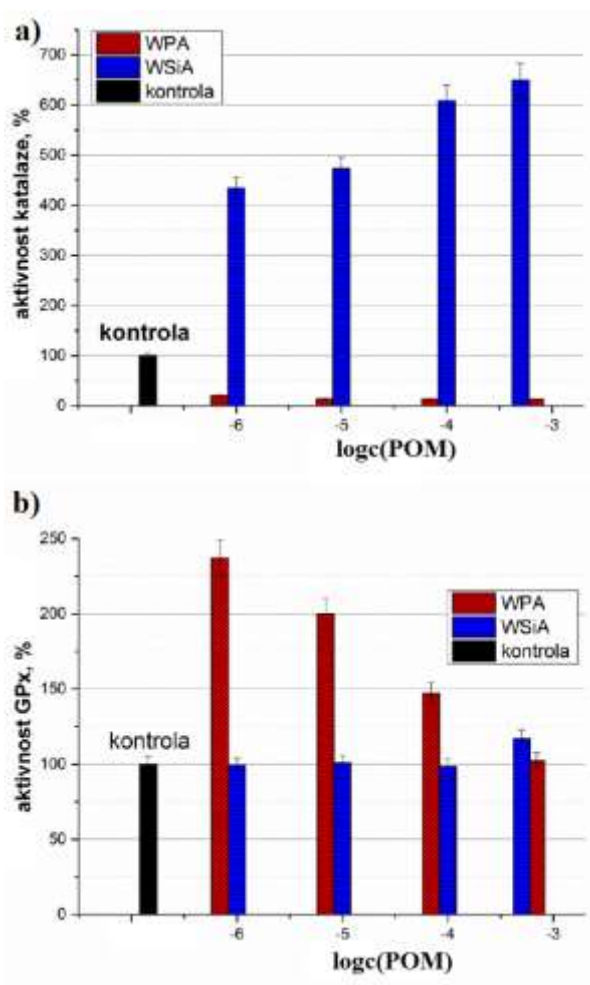 a)
WPA
WSiA
kontrola
aktivnost katalaze, %
700
600
500
400
300
200
100
0
kontrola
-6
-5
-4
-3
logc(POM)
b)
WPA
WSiA
kontrola
aktivnost GPx, %
250
200
150
100
50
0
kontrola
-6
-5
-4
-3
logc(POM)